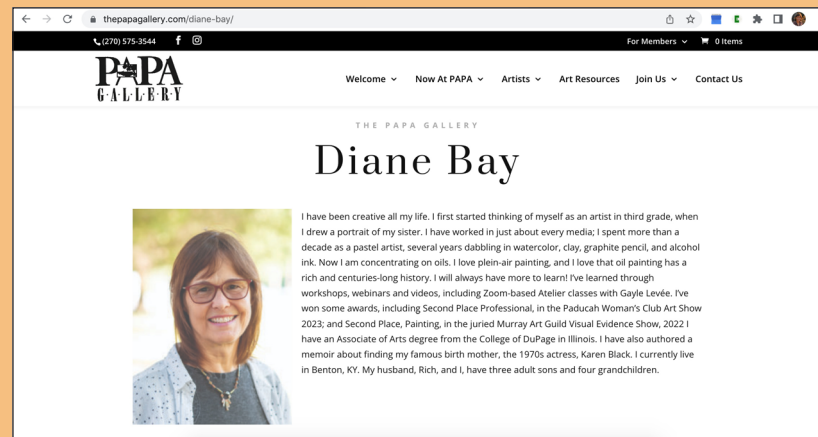 thepapagallery.com/diane-bay/
(270) 575-3544
For Members
0 Items
PAPA
G·A·L·L·E·R·Y
Welcome
Now At PAPA
Artists
Art Resources
Join Us
Contact Us
THE PAPA GALLERY
Diane Bay
I have been creative all my life. I first started thinking of myself as an artist in third grade, when
I drew a portrait of my sister. I have worked in just about every media; I spent more than a
decade as a pastel artist, several years dabbling in watercolor, clay, graphite pencil, and alcohol
ink. Now I am concentrating on oils. I love plein-air painting, and I love that oil painting has a
rich and centuries-long history. I will always have more to learn! I've learned through
workshops, webinars and videos, including Zoom-based Atelier classes with Gayle Levée. I've
won some awards, including Second Place Professional, in the Paducah Woman's Club Art Show
2023; and Second Place, Painting, in the juried Murray Art Guild Visual Evidence Show, 2022 I
have an Associate of Arts degree from the College of DuPage in Illinois. I have also authored a
memoir about finding my famous birth mother, the 1970s actress, Karen Black. I currently live
in Benton, KY. My husband, Rich, and I, have three adult sons and four grandchildren.